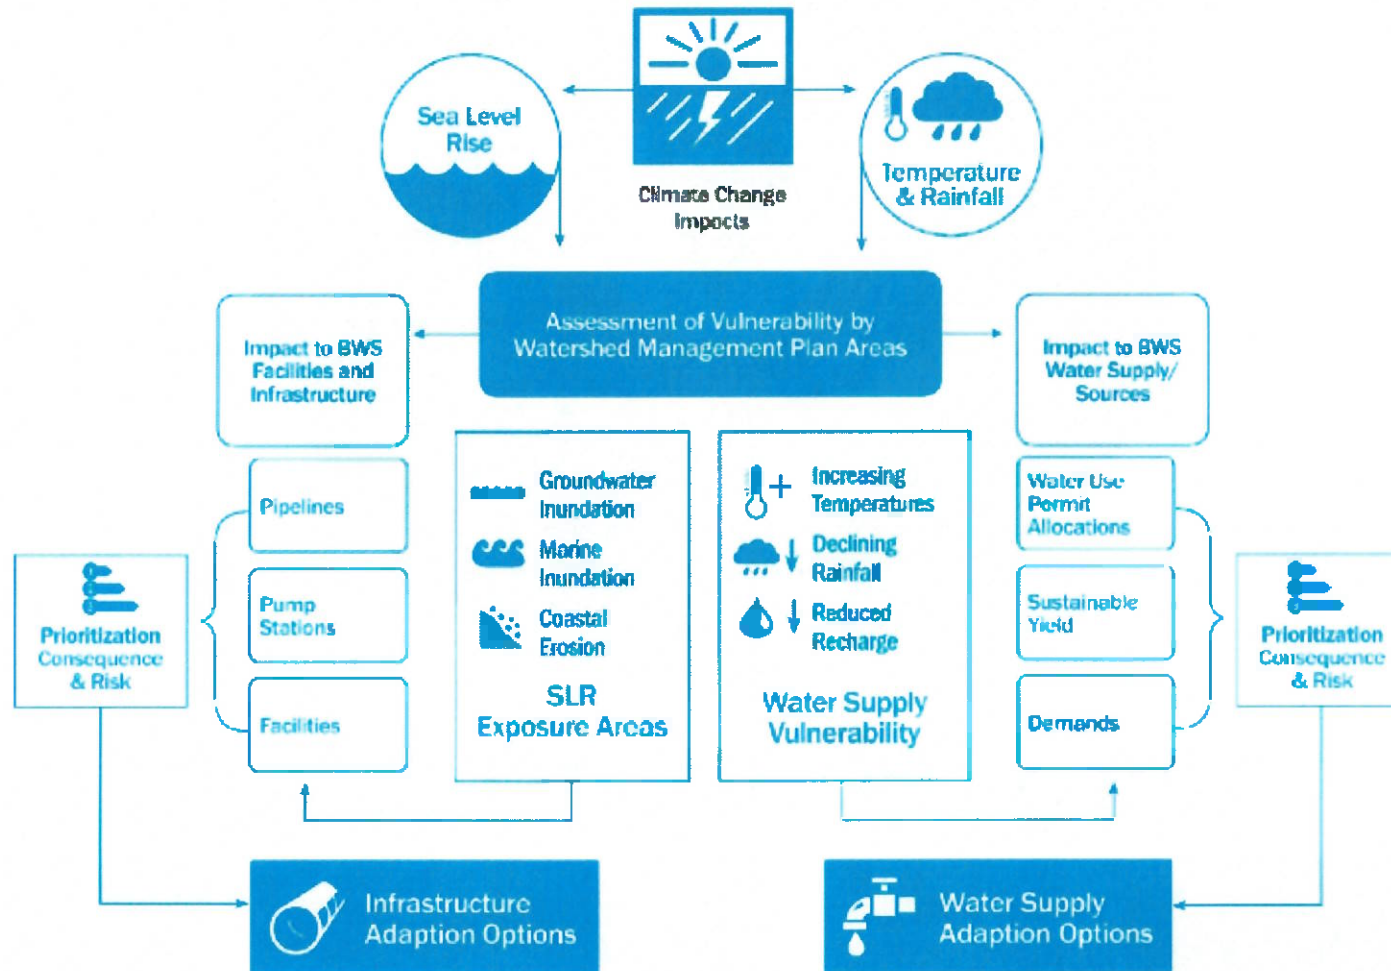 Sea Level
Rise
Climate Change
Impacts
Temperature
& Rainfall
Assessment of Vulnerability by
Watershed Management Plan Areas
Impact to BWS
Facilities and
Infrastructure
Impact to BWS
Water Supply/
Sources
Pipelines
Pump
Stations
Facilities
Prioritization
Consequence
& Risk
Groundwater
Inundation
Marine
Inundation
Coastal
Erosion
SLR
Exposure Areas
Increasing
Temperatures
Declining
Rainfall
Reduced
Recharge
Water Supply
Vulnerability
Water Use
Permit
Allocations
Sustainable
Yield
Demands
Prioritization
Consequence
& Risk
Infrastructure
Adaption Options
Water Supply
Adaption Options